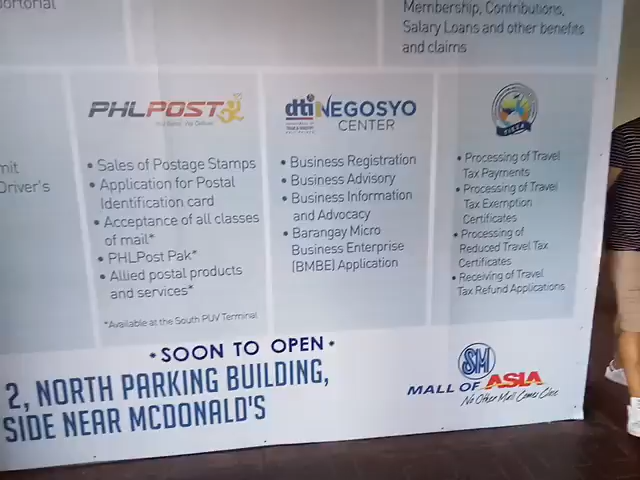 Membership, Contributions,
Salary Loans and other benefits
and claims
mit
Driver's
PHLPOST
• Sales of Postage Stamps
• Application for Postal
Identification card
• Acceptance of all classes
of mail*
• PHLPost Pak*
• Allied postal products
and services*
*Available at the South PUV Terminal
dti NEGOSYO
CENTER
• Business Registration
• Business Advisory
• Business Information
and Advocacy
• Barangay Micro
Business Enterprise
(BMBE) Application
• Processing of Travel
Tax Payments
• Processing of Travel
Tax Exemption
Certificates
• Processing of
Reduced Travel Tax
Certificates
• Receiving of Travel
Tax Refund Applications
• SOON TO OPEN •
2, NORTH PARKING BUILDING,
SIDE NEAR MCDONALD'S
SM
MALL OF ASIA
No Other Mall Comes Close